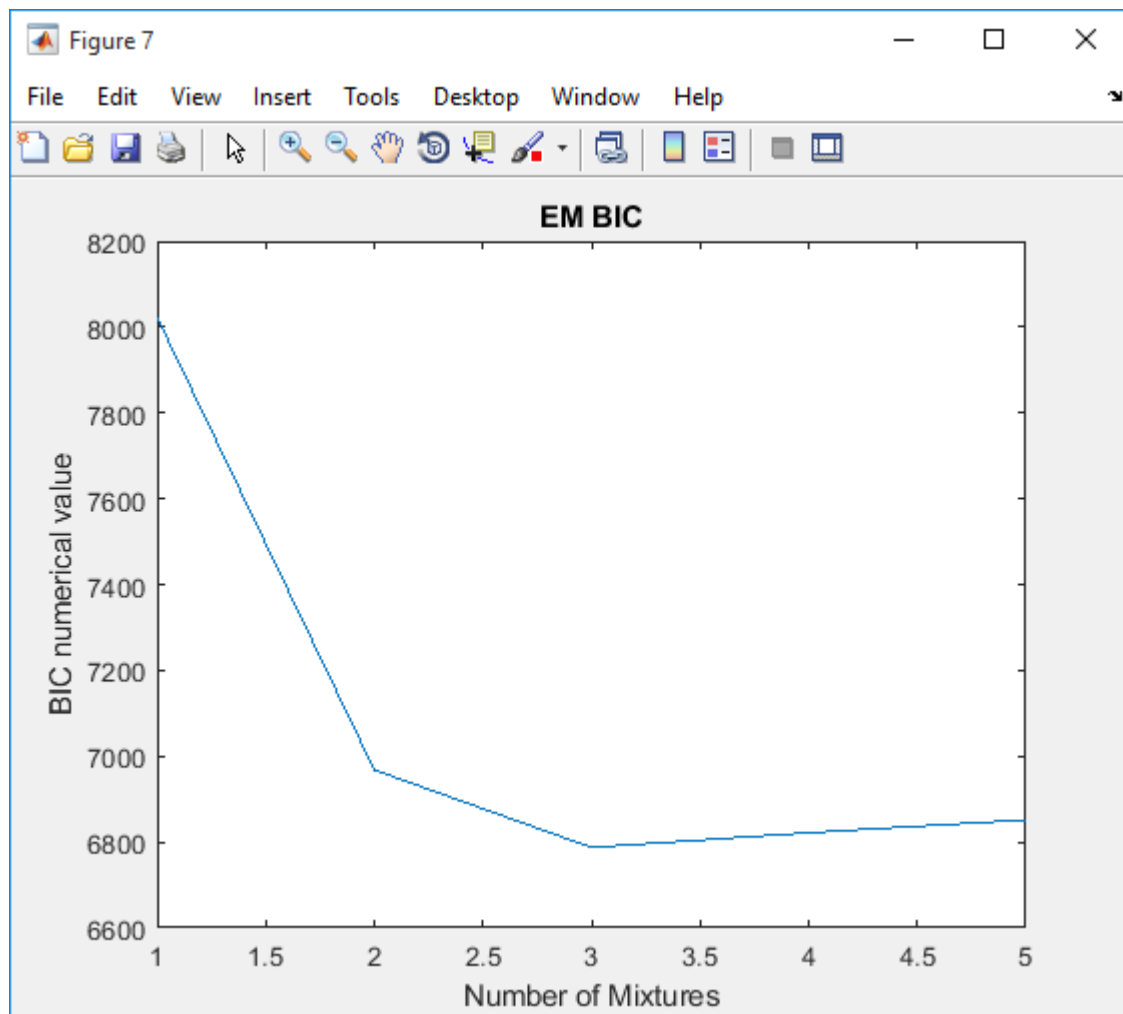 Figure 7
File Edit View Insert Tools Desktop Window Help
EM BIC
8200
8000
7800
7600
7400
7200
7000
6800
6600
BIC numerical value
1 1.5 2 2.5 3 3.5 4 4.5 5
Number of Mixtures